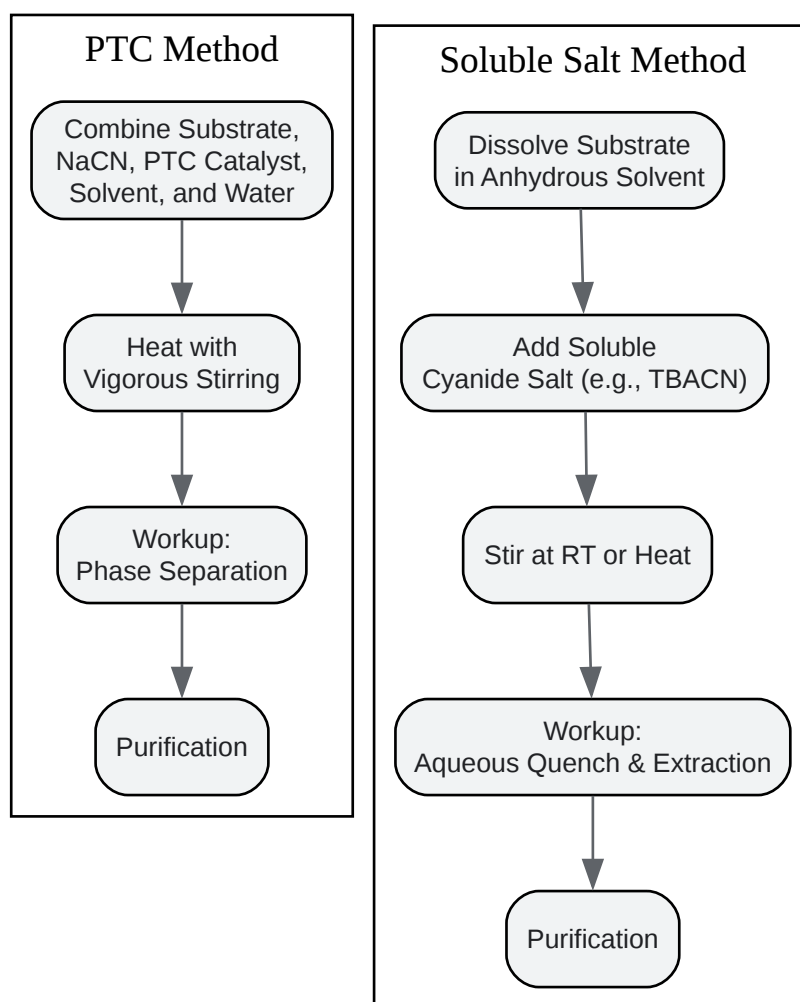 PTC Method
Combine Substrate,
NaCN, PTC Catalyst,
Solvent, and Water
Heat with
Vigorous Stirring
Workup:
Phase Separation
Purification
Soluble Salt Method
Dissolve Substrate
in Anhydrous Solvent
Add Soluble
Cyanide Salt (e.g., TBACN)
Stir at RT or Heat
Workup:
Aqueous Quench & Extraction
Purification